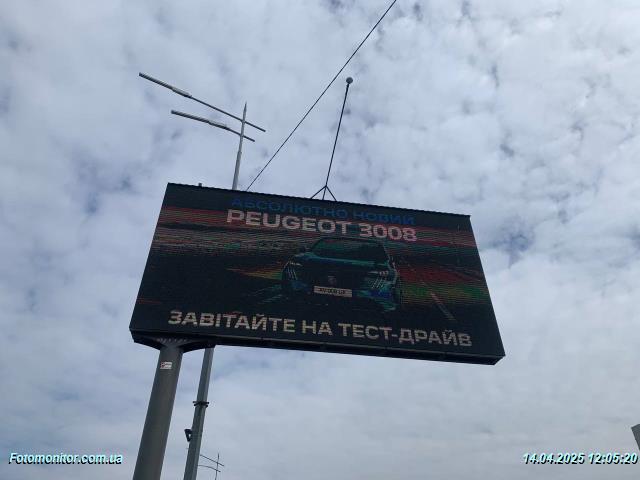 АБСОЛЮТНО НОВИЙ
PEUGEOT 3008
ЗАВІТАЙТЕ НА ТЕСТ-ДРАЙВ
Fotomonitor.com.ua
14.04.2025 12:05:20